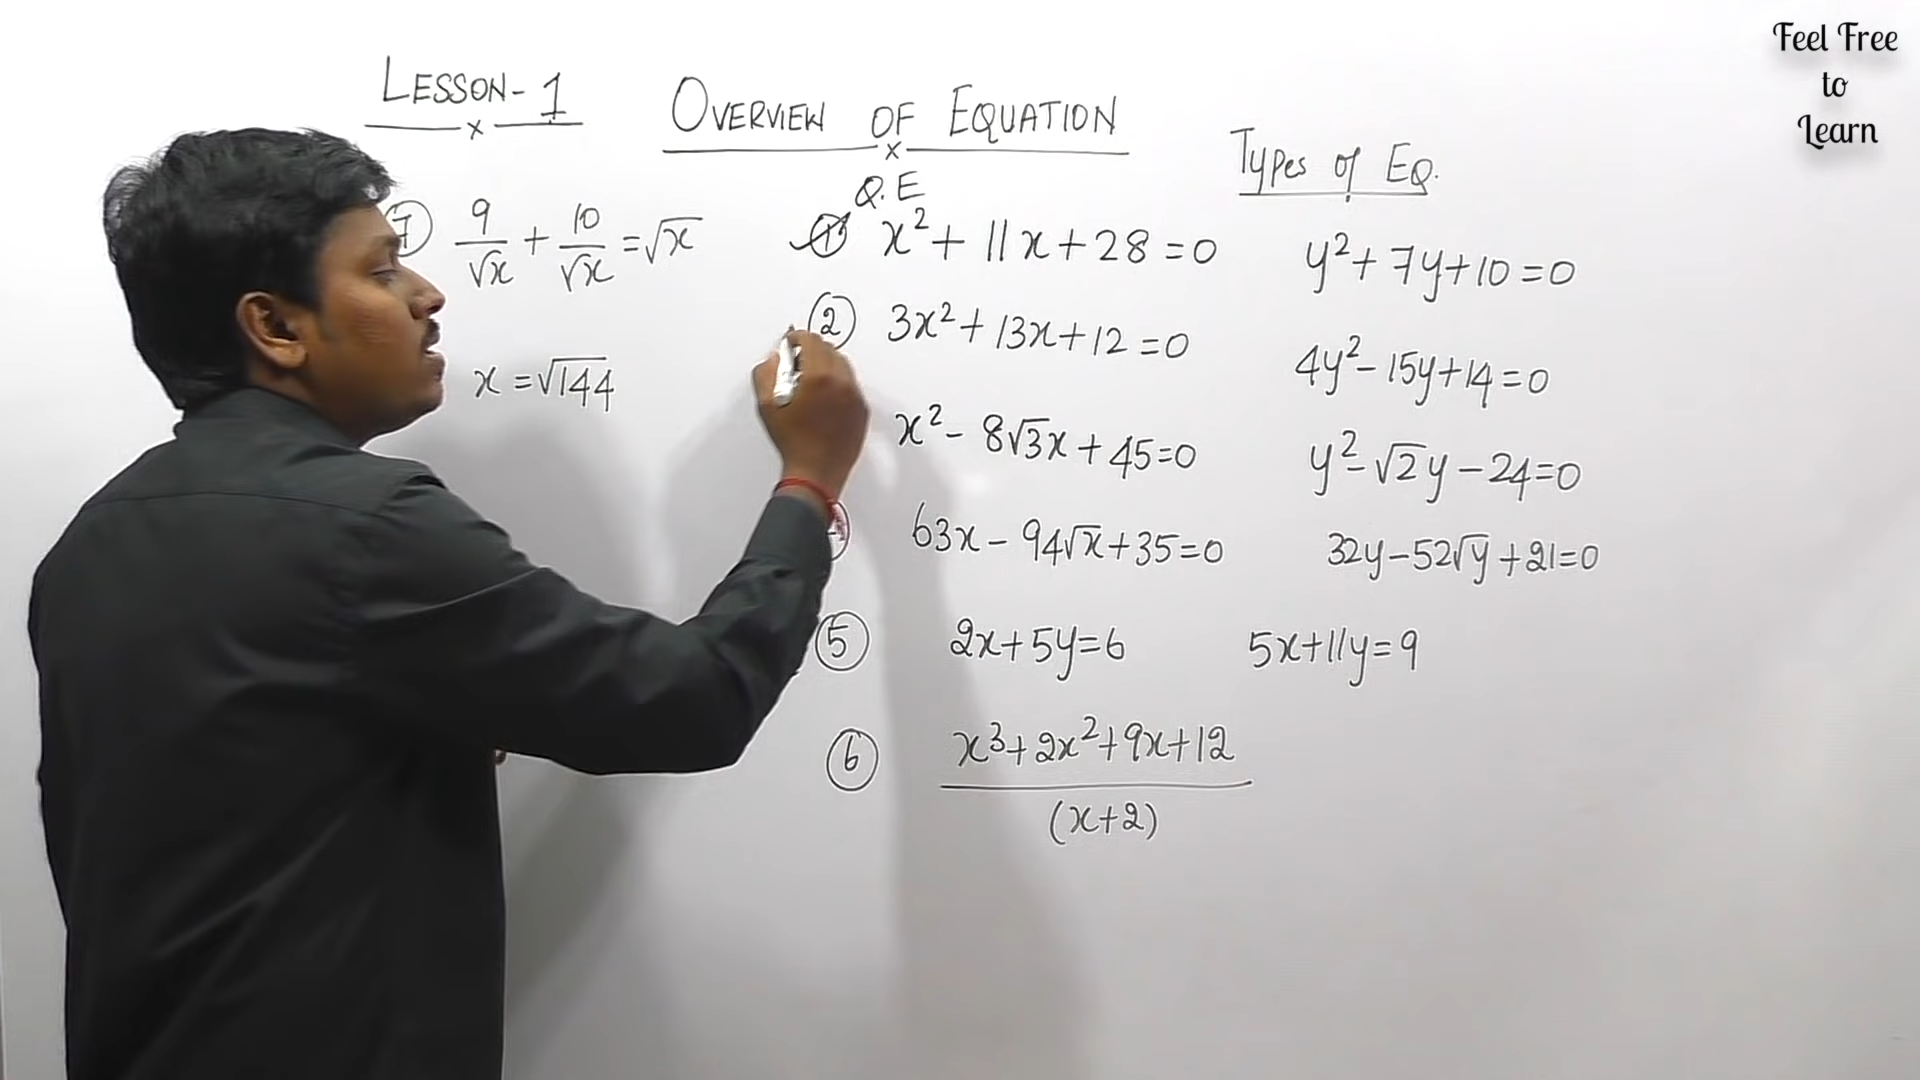 Feel Free
to
Learn
LESSON-1
OVERVIEW OF EQUATION
Types of EQ.
Q.E
7 9/√x + 10/√x = √x
x = √144
1 x² + 11x + 28 = 0 y² + 7y + 10 = 0
2 3x² + 13x + 12 = 0 4y² - 15y + 14 = 0
x² - 8√3x + 45 = 0 y² - √2y - 24 = 0
63x - 94√x + 35 = 0 32y - 52√y + 21 = 0
5 2x + 5y = 6 5x + 11y = 9
6 x³ + 2x² + 9x + 12
(x+2)